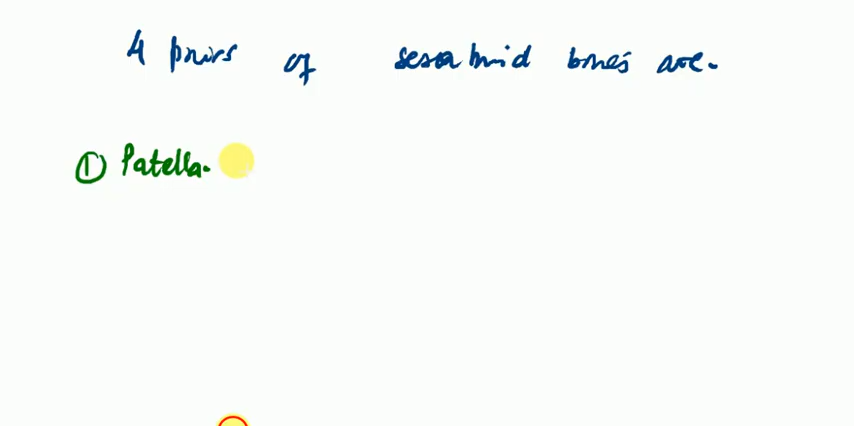 4 pairs of sesamoid bones are.
① Patella.